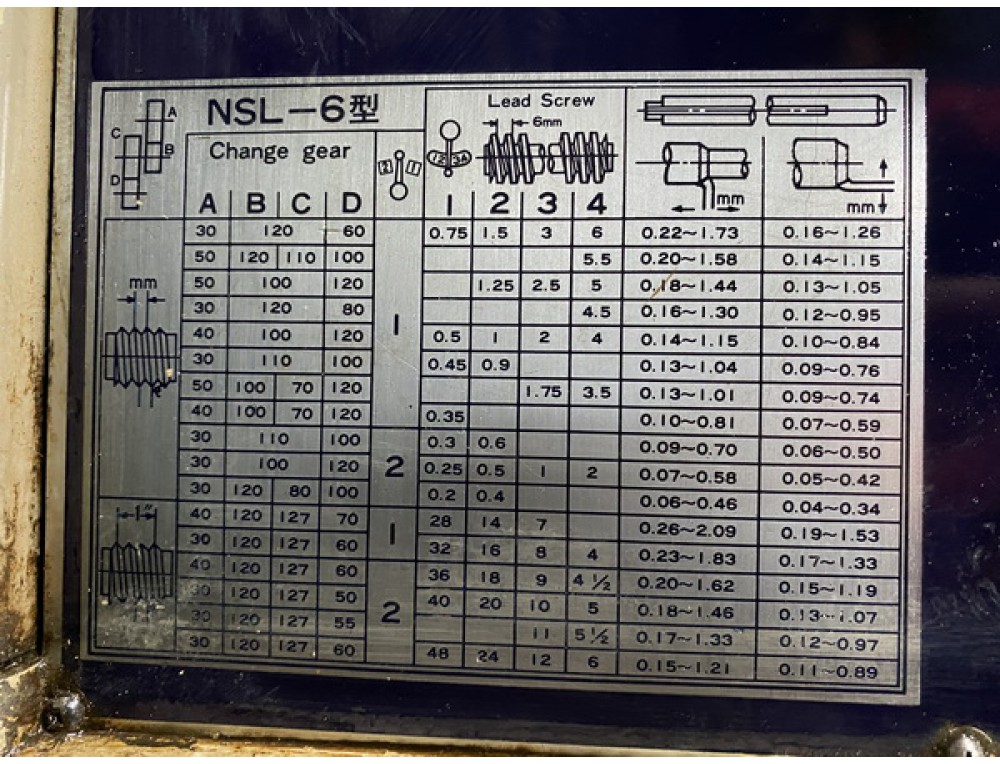 NSL-6型
Lead Screw
6mm
A
C
B
D
Change gear
2 1
1 2 3 4
mm
mm
A B C D 1 2 3 4
30 120 60 0.75 1.5 3 6 0.22~1.73 0.16~1.26
50 120 110 100 5.5 0.20~1.58 0.14~1.15
50 100 120 1.25 2.5 5 0.18~1.44 0.13~1.05
mm
30 120 80 4.5 0.16~1.30 0.12~0.95
1
40 100 120 0.5 1 2 4 0.14~1.15 0.10~0.84
30 110 100 0.45 0.9 0.13~1.04 0.09~0.76
50 100 70 120 1.75 3.5 0.13~1.01 0.09~0.74
40 100 70 120 0.35 0.10~0.81 0.07~0.59
30 110 100 0.3 0.6 0.09~0.70 0.06~0.50
2
30 100 120 0.25 0.5 1 2 0.07~0.58 0.05~0.42
30 120 80 100 0.2 0.4 0.06~0.46 0.04~0.34
1"
40 120 127 70 1 28 14 7 0.26~2.09 0.19~1.53
30 120 127 60 32 16 8 4 0.23~1.83 0.17~1.33
40 120 127 60 36 18 9 4 1/2 0.20~1.62 0.15~1.19
30 120 127 50 2 40 20 10 5 0.18~1.46 0.13~1.07
30 120 127 55 11 5 1/2 0.17~1.33 0.12~0.97
30 120 127 60 48 24 12 6 0.15~1.21 0.11~0.89